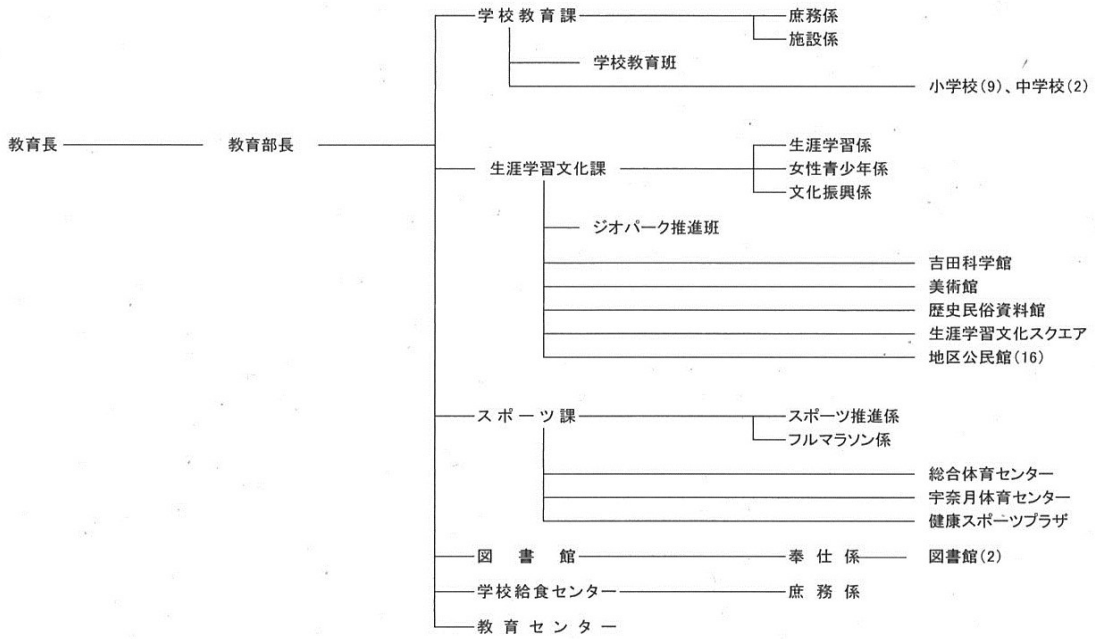 学校教育課 庶務係
施設係
学校教育班
小学校(9)、中学校(2)
教育長 教育部長 生涯学習係
生涯学習文化課 女性青少年係
文化振興係
ジオパーク推進班
吉田科学館
美術館
歴史民俗資料館
生涯学習文化スクエア
地区公民館(16)
スポーツ課 スポーツ推進係
フルマラソン係
総合体育センター
宇奈月体育センター
健康スポーツプラザ
図書館 奉仕係 図書館(2)
学校給食センター 庶務係
教育センター